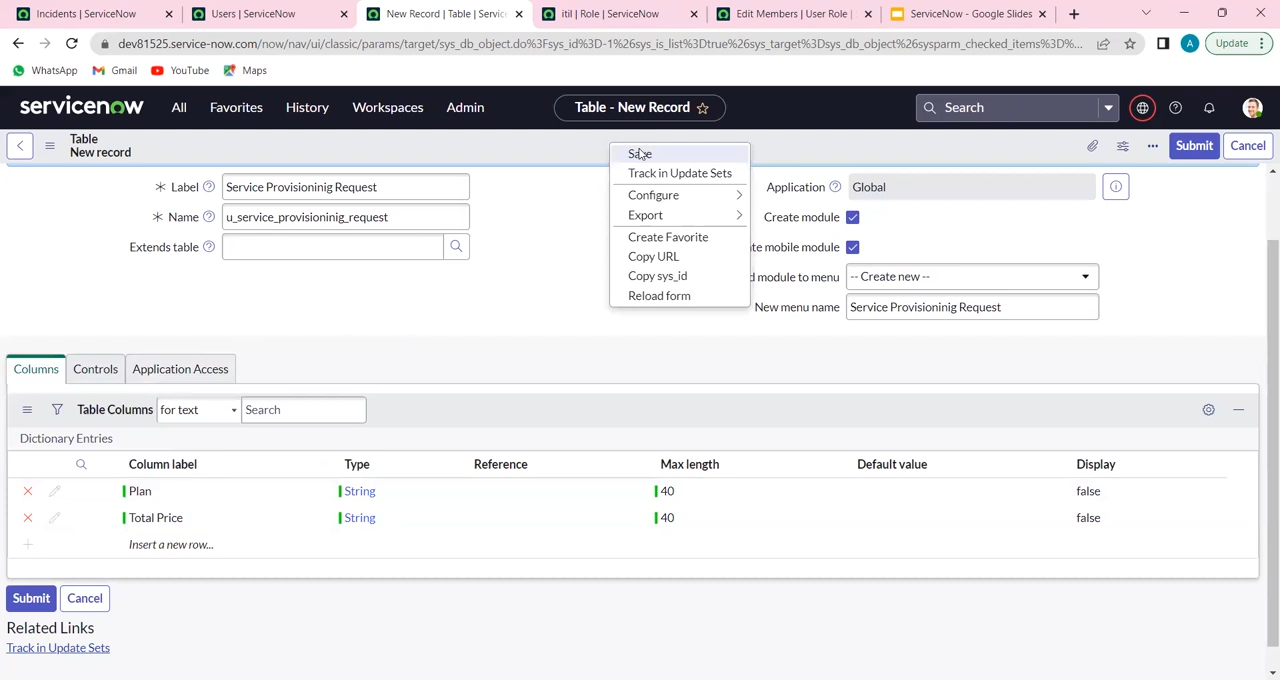 Incidents | ServiceNow
Users | ServiceNow
New Record | Table | Service
itil | Role | ServiceNow
Edit Members | User Role |
ServiceNow - Google Slides
dev81525.service-now.com/now/nav/ui/classic/params/target/sys_db_object.do%3Fsys_id%3D-1%26sys_is_list%3Dtrue%26sys_target%3Dsys_db_object%26sysparm_checked_items%3D%...
A
Update
WhatsApp
Gmail
YouTube
Maps
servicenow
All
Favorites
History
Workspaces
Admin
Table - New Record
Search
Table
New record
Submit
Cancel
Save
Track in Update Sets
Configure
Export
Create Favorite
Copy URL
Copy sys_id
Reload form
Label
Service Provisioninig Request
Name
u_service_provisioninig_request
Extends table
Application
Global
Create module
te mobile module
d module to menu
-- Create new --
New menu name
Service Provisioninig Request
Columns
Controls
Application Access
Table Columns
for text
Search
Dictionary Entries
Column label Type Reference Max length Default value Display
Plan String 40 false
Total Price String 40 false
Insert a new row...
Submit
Cancel
Related Links
Track in Update Sets